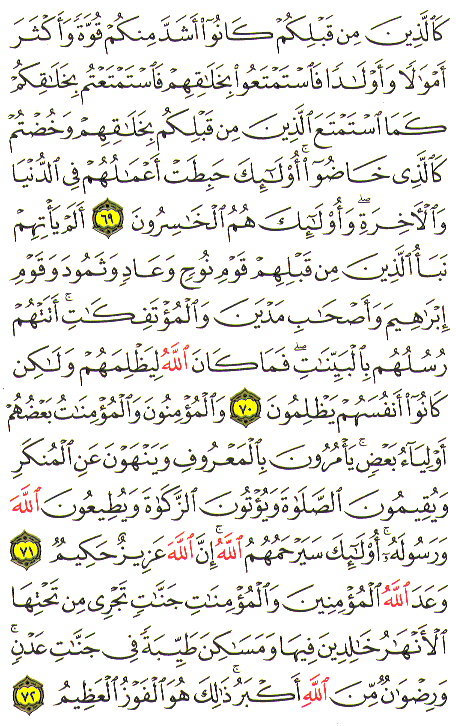 كَٱلَّذِينَ مِن قَبْلِكُمْ كَانُوٓا۟ أَشَدَّ مِنكُمْ قُوَّةً وَأَكْثَرَ
أَمْوَٰلًا وَأَوْلَٰدًا فَٱسْتَمْتَعُوا۟ بِخَلَٰقِهِمْ فَٱسْتَمْتَعْتُم بِخَلَٰقِكُمْ
كَمَا ٱسْتَمْتَعَ ٱلَّذِينَ مِن قَبْلِكُم بِخَلَٰقِهِمْ وَخُضْتُمْ
كَٱلَّذِى خَاضُوٓا۟ ۚ أُو۟لَٰٓئِكَ حَبِطَتْ أَعْمَٰلُهُمْ فِى ٱلدُّنْيَا
وَٱلْءَاخِرَةِ ۖ وَأُو۟لَٰٓئِكَ هُمُ ٱلْخَٰسِرُونَ ٦٩ أَلَمْ يَأْتِهِمْ
نَبَأُ ٱلَّذِينَ مِن قَبْلِهِمْ قَوْمِ نُوحٍ وَعَادٍ وَثَمُودَ وَقَوْمِ
إِبْرَٰهِيمَ وَأَصْحَٰبِ مَدْيَنَ وَٱلْمُؤْتَفِكَٰتِ ۚ أَتَتْهُمْ
رُسُلُهُم بِٱلْبَيِّنَٰتِ ۖ فَمَا كَانَ ٱللَّهُ لِيَظْلِمَهُمْ وَلَٰكِن
كَانُوٓا۟ أَنفُسَهُمْ يَظْلِمُونَ ٧٠ وَٱلْمُؤْمِنُونَ وَٱلْمُؤْمِنَٰتُ بَعْضُهُمْ
أَوْلِيَآءُ بَعْضٍ ۚ يَأْمُرُونَ بِٱلْمَعْرُوفِ وَيَنْهَوْنَ عَنِ ٱلْمُنكَرِ
وَيُقِيمُونَ ٱلصَّلَوٰةَ وَيُؤْتُونَ ٱلزَّكَوٰةَ وَيُطِيعُونَ ٱللَّهَ
وَرَسُولَهُۥٓ ۚ أُو۟لَٰٓئِكَ سَيَرْحَمُهُمُ ٱللَّهُ ۗ إِنَّ ٱللَّهَ عَزِيزٌ حَكِيمٌ ٧١
وَعَدَ ٱللَّهُ ٱلْمُؤْمِنِينَ وَٱلْمُؤْمِنَٰتِ جَنَّٰتٍ تَجْرِى مِن تَحْتِهَا
ٱلْأَنْهَٰرُ خَٰلِدِينَ فِيهَا وَمَسَٰكِنَ طَيِّبَةً فِى جَنَّٰتِ عَدْنٍ ۚ
وَرِضْوَٰنٌ مِّنَ ٱللَّهِ أَكْبَرُ ۚ ذَٰلِكَ هُوَ ٱلْفَوْزُ ٱلْعَظِيمُ ٧٢